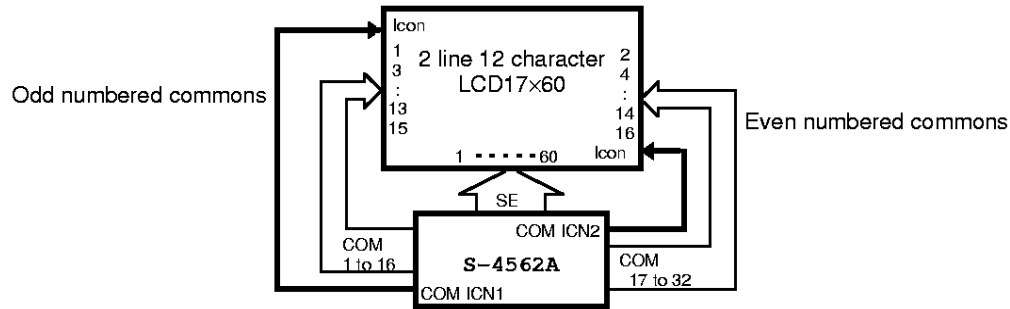 Icon
1
3
:
13
15
2 line 12 character
LCD17×60
2
4
:
14
16
Icon
1 ▪ ▪ ▪ ▪ ▪ ▪ 60
Odd numbered commons
Even numbered commons
SE
COM
1 to 16
COM ICN2
S-4562A
COM ICN1
COM
17 to 32